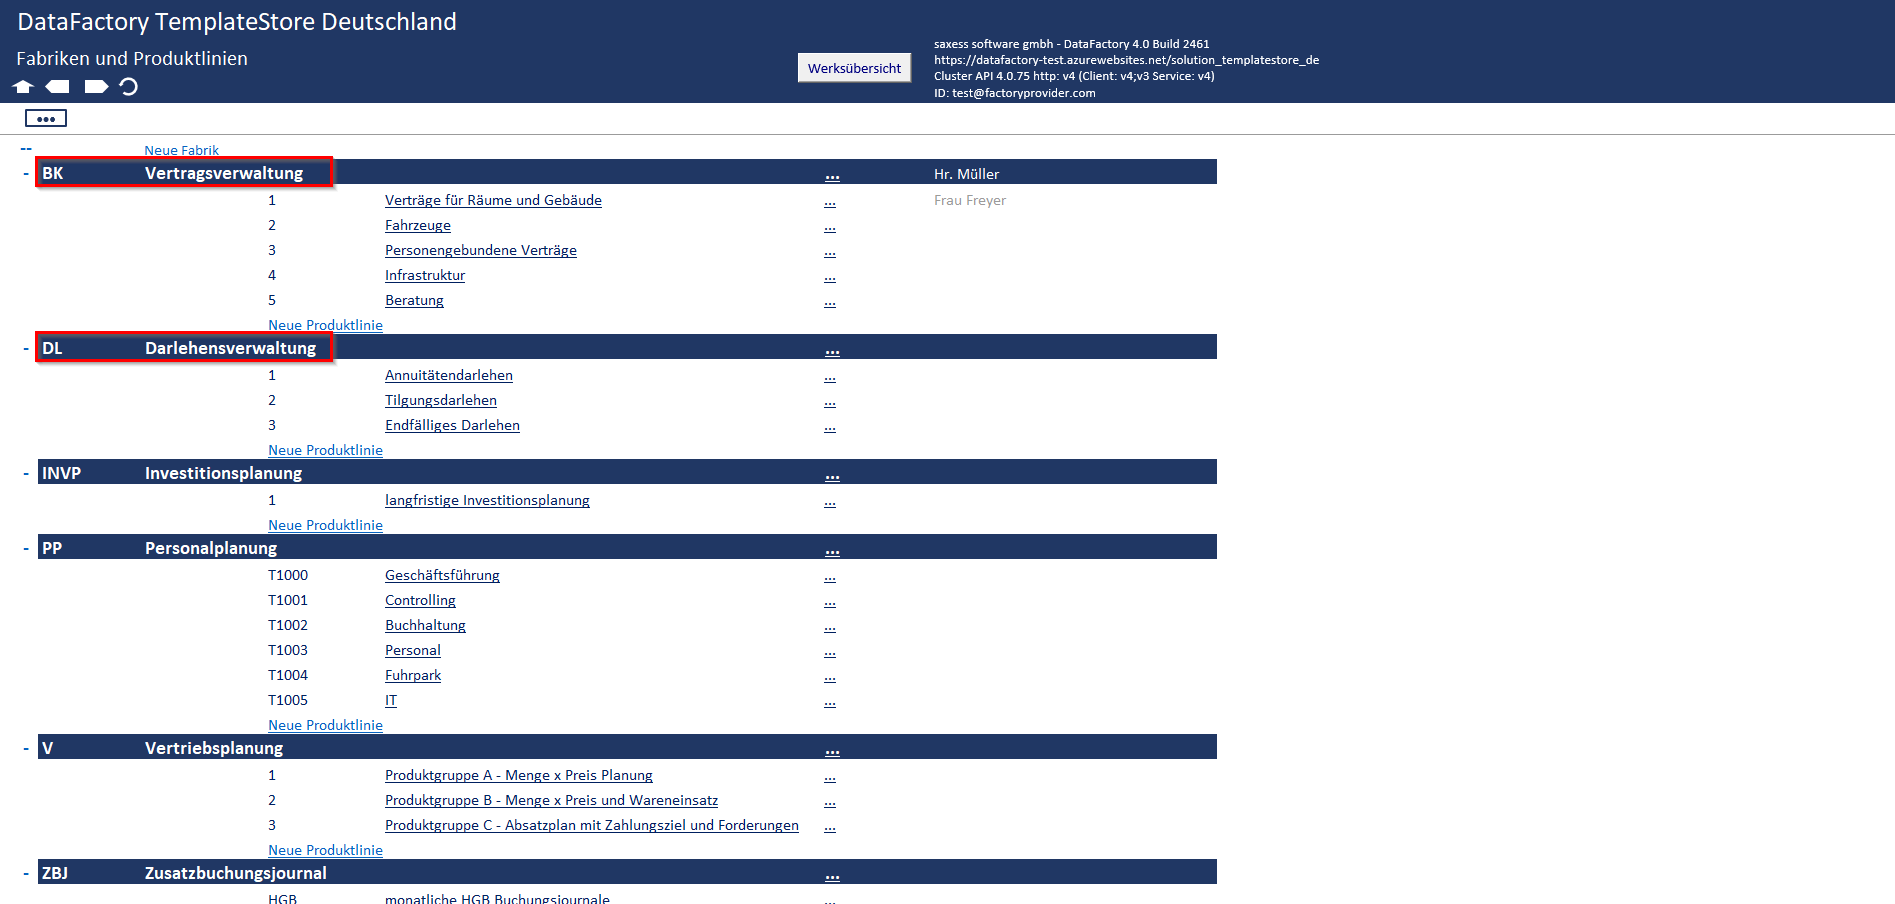 DataFactory TemplateStore Deutschland
Fabriken und Produktlinien
Werksübersicht
saxess software gmbh - DataFactory 4.0 Build 2461
https://datafactory-test.azurewebsites.net/solution_templatestore_de
Cluster API 4.0.75 http: v4 (Client: v4;v3 Service: v4)
ID: test@factoryprovider.com
•••
-- Neue Fabrik
- BK Vertragsverwaltung ... Hr. Müller
1 Verträge für Räume und Gebäude ... Frau Freyer
2 Fahrzeuge ...
3 Personengebundene Verträge ...
4 Infrastruktur ...
5 Beratung ...
Neue Produktlinie
- DL Darlehensverwaltung ...
1 Annuitätendarlehen ...
2 Tilgungsdarlehen ...
3 Endfälliges Darlehen ...
Neue Produktlinie
- INVP Investitionsplanung ...
1 langfristige Investitionsplanung ...
Neue Produktlinie
- PP Personalplanung ...
T1000 Geschäftsführung ...
T1001 Controlling ...
T1002 Buchhaltung ...
T1003 Personal ...
T1004 Fuhrpark ...
T1005 IT ...
Neue Produktlinie
- V Vertriebsplanung ...
1 Produktgruppe A - Menge x Preis Planung ...
2 Produktgruppe B - Menge x Preis und Wareneinsatz ...
3 Produktgruppe C - Absatzplan mit Zahlungsziel und Forderungen ...
Neue Produktlinie
- ZBJ Zusatzbuchungsjournal ...
HGB monatliche HGB Buchungsjournale ...